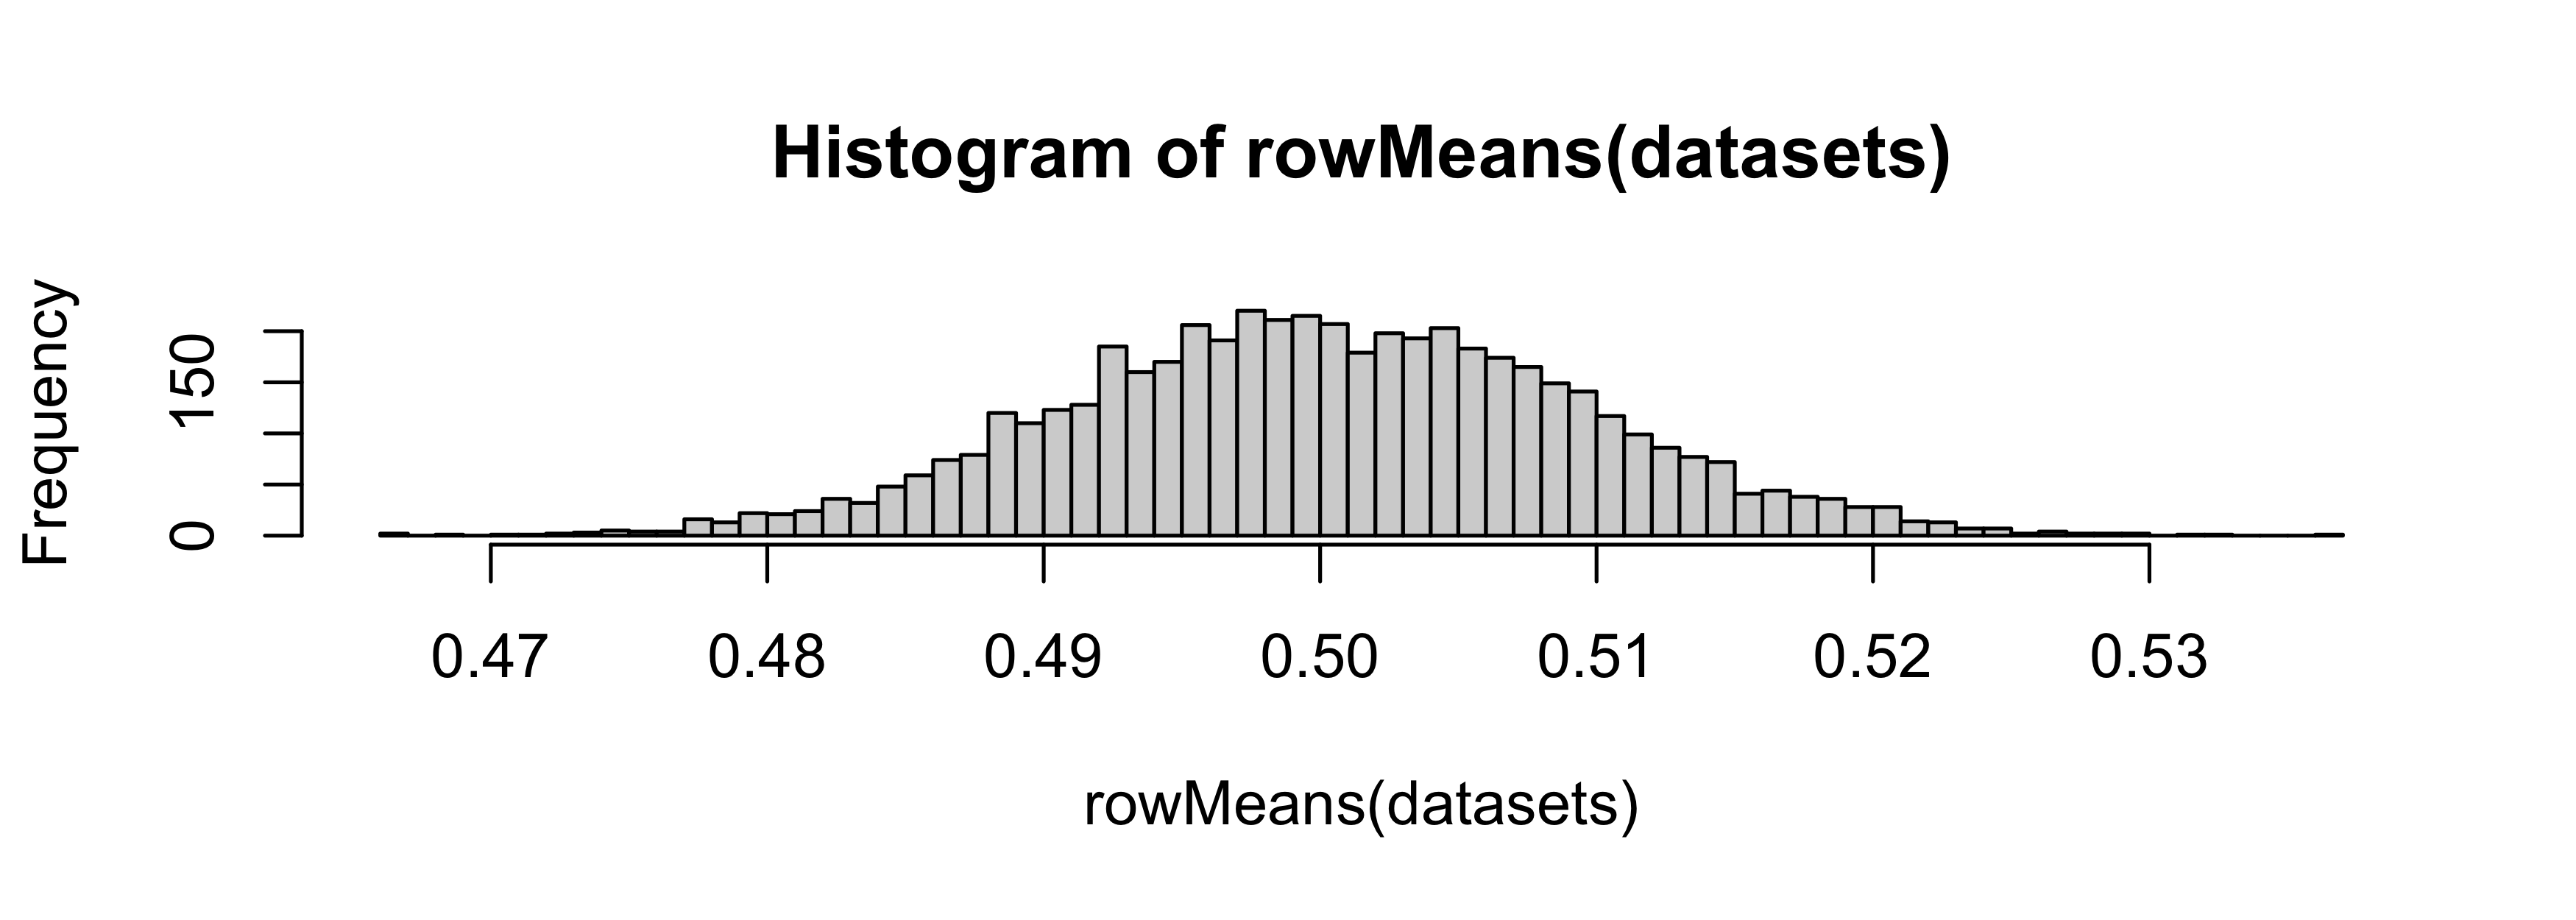 Histogram of rowMeans(datasets)
Frequency
150
0
0.47 0.48 0.49 0.50 0.51 0.52 0.53
rowMeans(datasets)